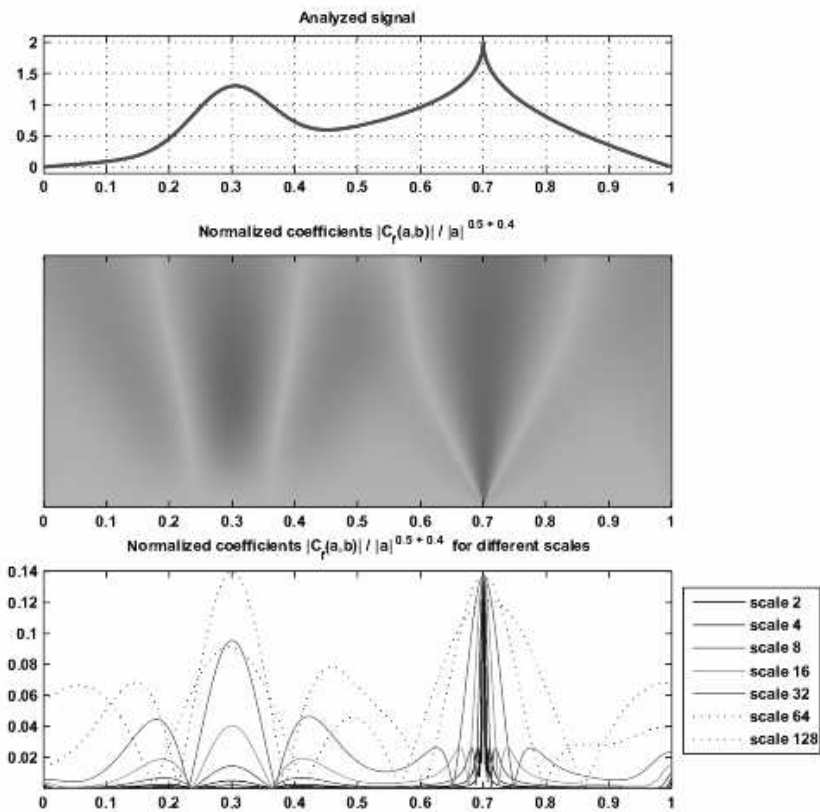 Analyzed signal
2
1.5
1
0.5
0
0 0.1 0.2 0.3 0.4 0.5 0.6 0.7 0.8 0.9 1
Normalized coefficients |C_f(a,b)| / |a|^0.5 + 0.4
0 0.1 0.2 0.3 0.4 0.5 0.6 0.7 0.8 0.9 1
Normalized coefficients |C_f(a,b)| / |a|^0.5 + 0.4 for different scales
0.14
0.12
0.1
0.08
0.06
0.04
0.02
0 0.1 0.2 0.3 0.4 0.5 0.6 0.7 0.8 0.9 1
scale 2
scale 4
scale 8
scale 16
scale 32
scale 64
scale 128